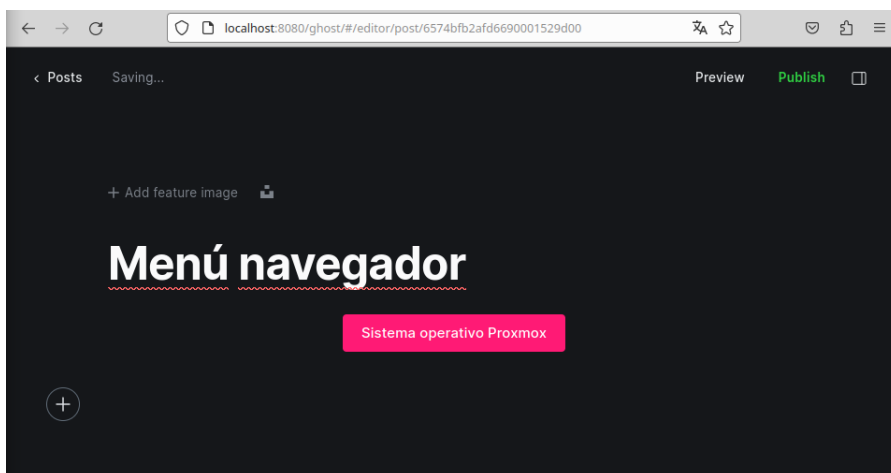 localhost:8080/ghost/#/editor/post/6574bfb2afd6690001529d00
Posts Saving... Preview Publish
Add feature image
Menú navegador
Sistema operativo Proxmox